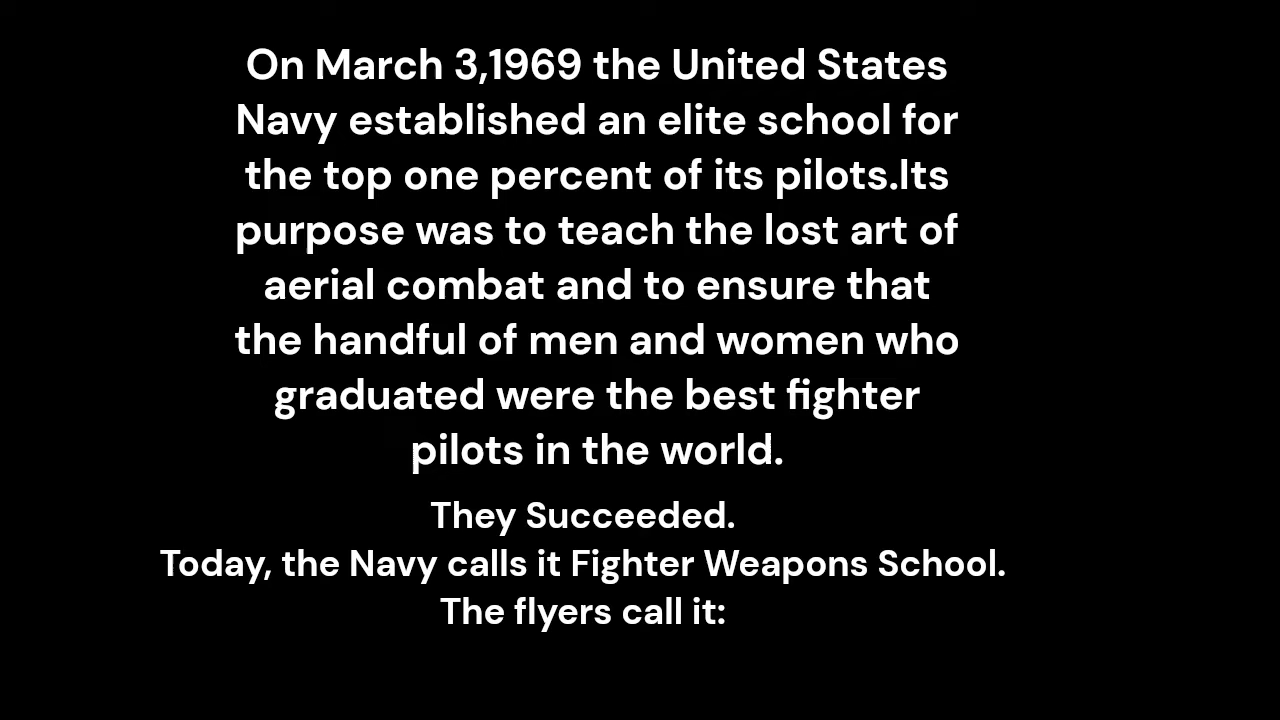 On March 3,1969 the United States
Navy established an elite school for
the top one percent of its pilots.Its
purpose was to teach the lost art of
aerial combat and to ensure that
the handful of men and women who
graduated were the best fighter
pilots in the world.
They Succeeded.
Today, the Navy calls it Fighter Weapons School.
The flyers call it: